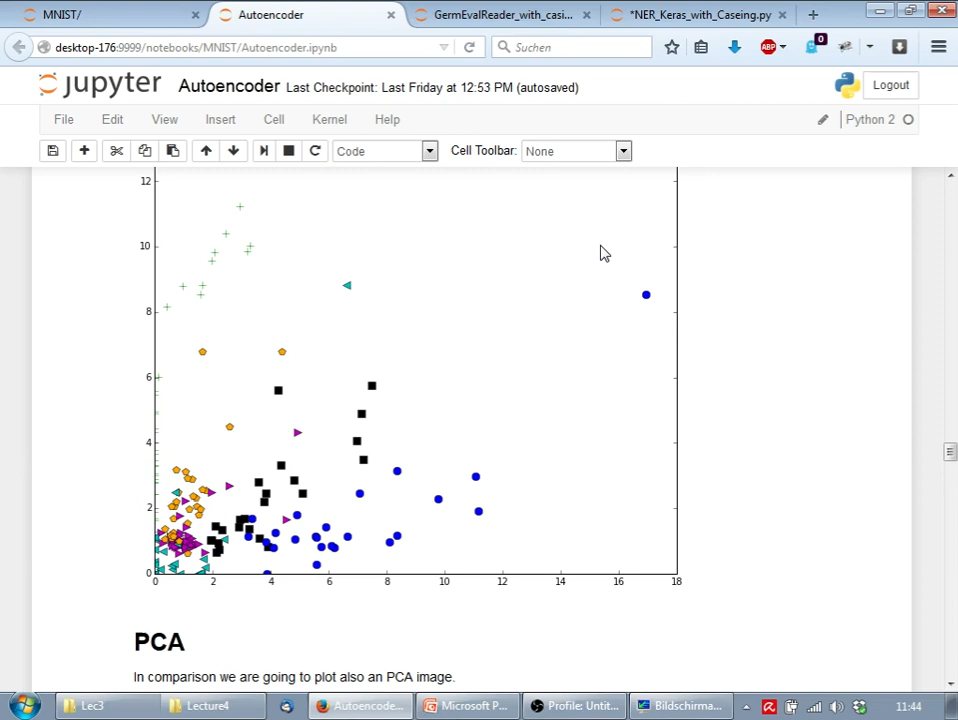 MNIST/
Autoencoder
GermEvalReader_with_casi...
*NER_Keras_with_Caseing.py
desktop-176:9999/notebooks/MNIST/Autoencoder.ipynb
Suchen
ABP
0
jupyter
Autoencoder
Last Checkpoint: Last Friday at 12:53 PM (autosaved)
Logout
File Edit View Insert Cell Kernel Help
Python 2
Code
Cell Toolbar:
None
12
10
8
6
4
2
0
0 2 4 6 8 10 12 14 16 18
PCA
In comparison we are going to plot also an PCA image.
Lec3
Lecture4
Autoencode...
Microsoft P...
Profile: Untit...
Bildschirma...
11:44